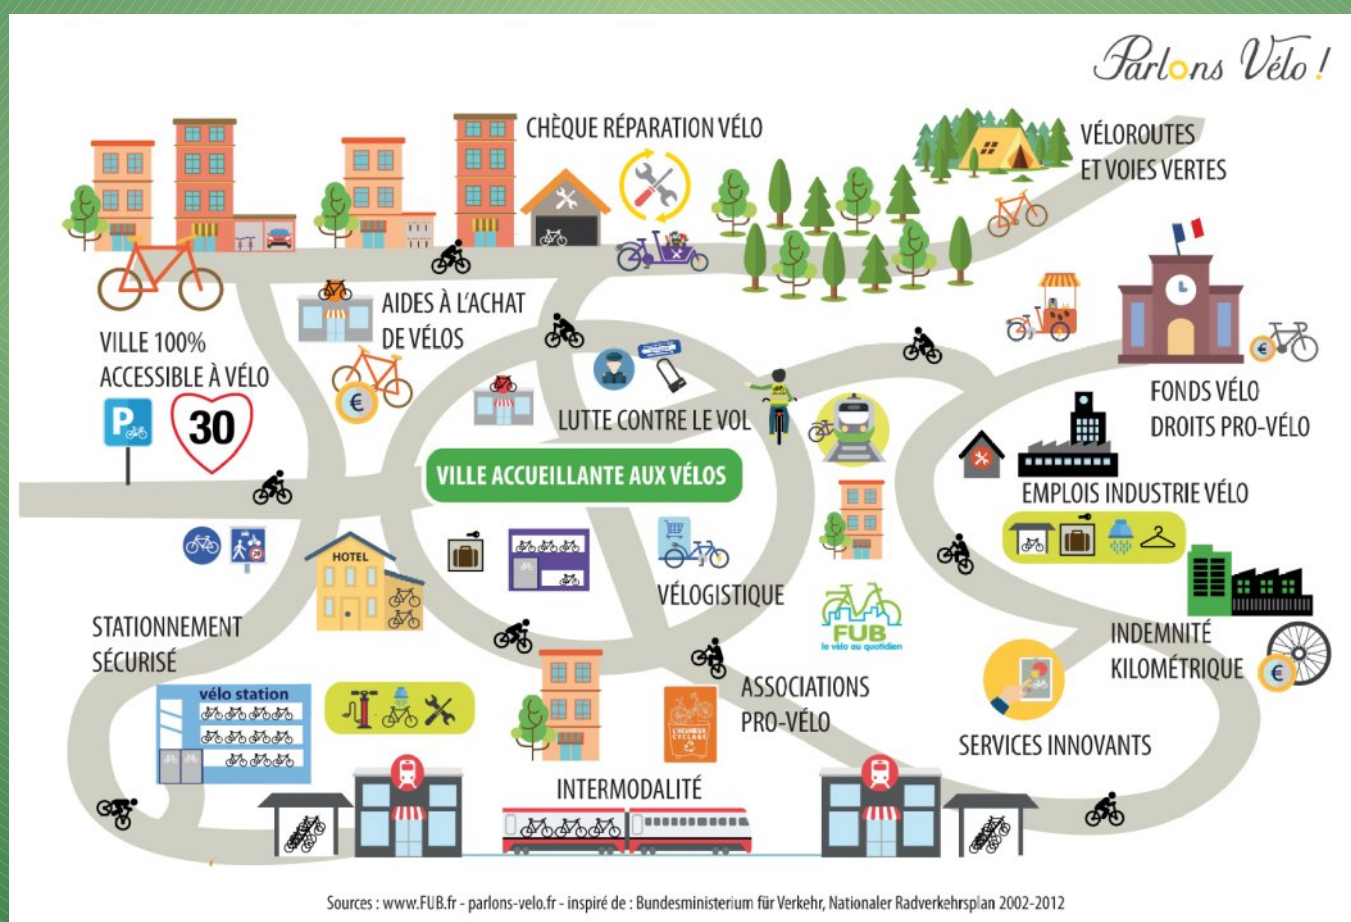 Parlons Vélo !
CHÈQUE RÉPARATION VÉLO
VÉLOROUTES
ET VOIES VERTES
AIDES À L'ACHAT
DE VÉLOS
VILLE 100%
ACCESSIBLE À VÉLO
P
30
€
LUTTE CONTRE LE VOL
€
FONDS VÉLO
DROITS PRO-VÉLO
VILLE ACCUEILLANTE AUX VÉLOS
EMPLOIS INDUSTRIE VÉLO
HOTEL
20
VÉLOGISTIQUE
FUB
le vélo au quotidien
STATIONNEMENT
SÉCURISÉ
INDEMNITÉ
KILOMÉTRIQUE
€
vélo station
ASSOCIATIONS
PRO-VÉLO
L'HEUREUX
CYCLAGE
SERVICES INNOVANTS
INTERMODALITÉ
Sources : www.FUB.fr - parlons-velo.fr - inspiré de : Bundesministerium für Verkehr, Nationaler Radverkehrsplan 2002-2012